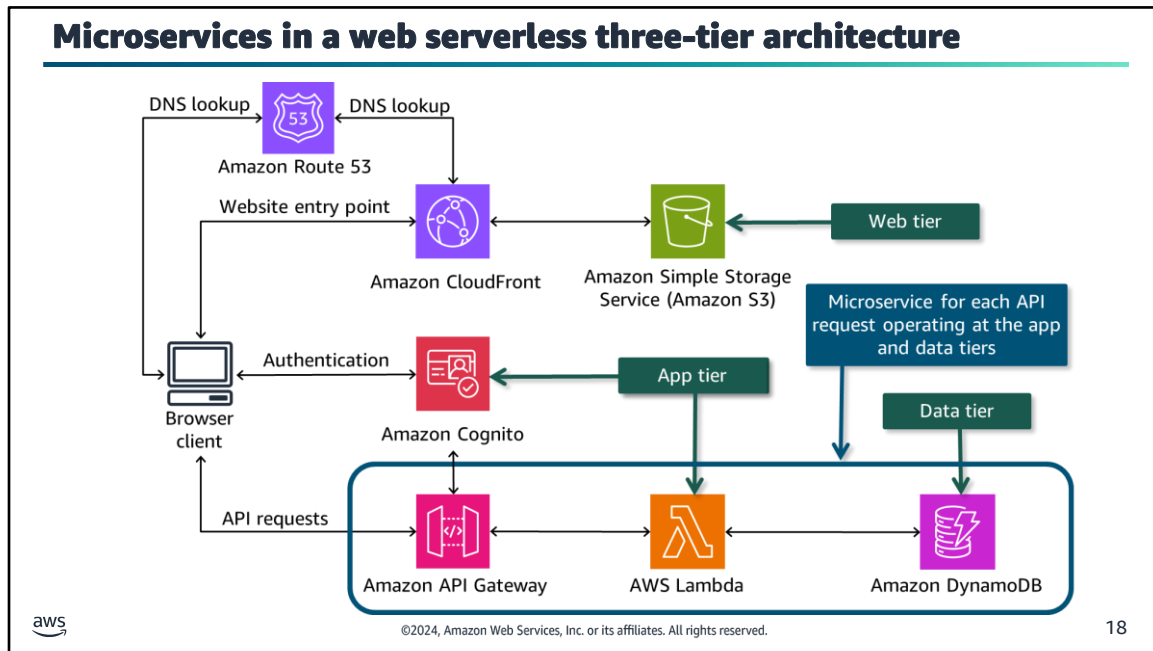 Microservices in a web serverless three-tier architecture
DNS lookup
DNS lookup
53
Amazon Route 53
Website entry point
Web tier
Amazon CloudFront
Amazon Simple Storage
Service (Amazon S3)
Microservice for each API
request operating at the app
and data tiers
Authentication
App tier
Browser
client
Amazon Cognito
Data tier
API requests
</>
Amazon API Gateway
AWS Lambda
Amazon DynamoDB
aws
©2024, Amazon Web Services, Inc. or its affiliates. All rights reserved.
18